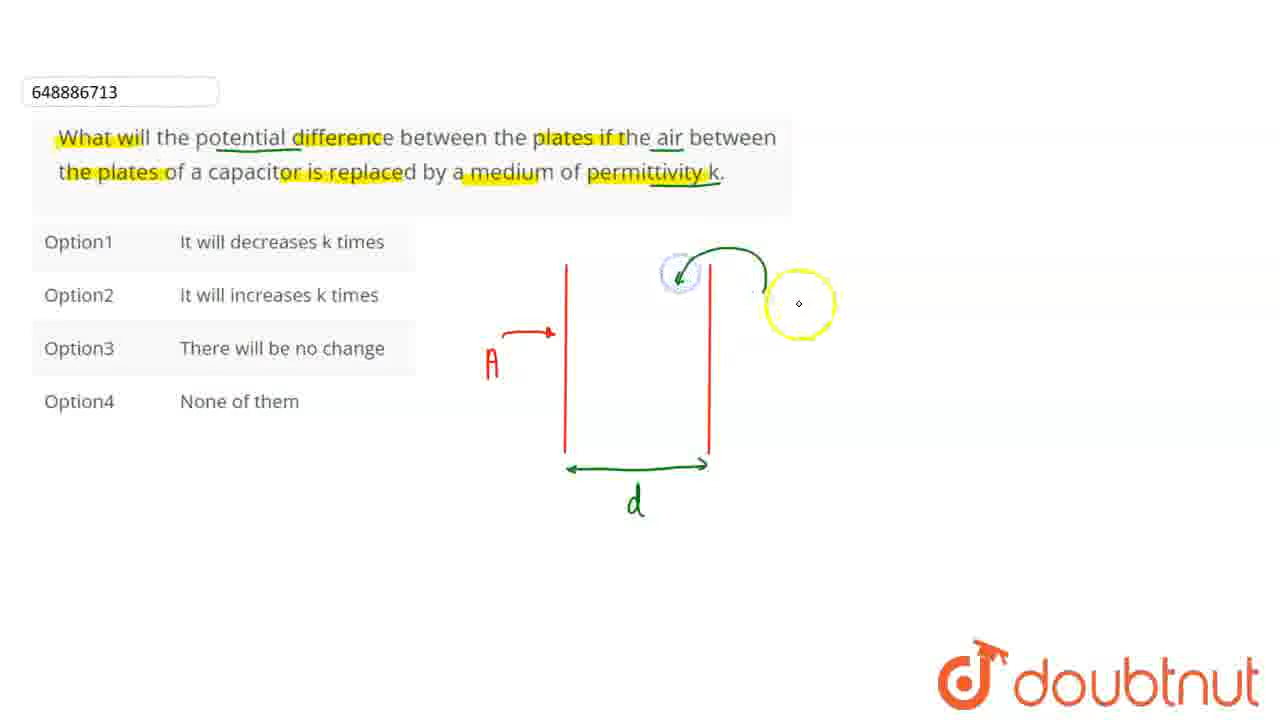 648886713
What will the potential difference between the plates if the air between
the plates of a capacitor is replaced by a medium of permittivity k.
Option1 It will decreases k times
Option2 It will increases k times
Option3 There will be no change
Option4 None of them
A
d
doubtnut